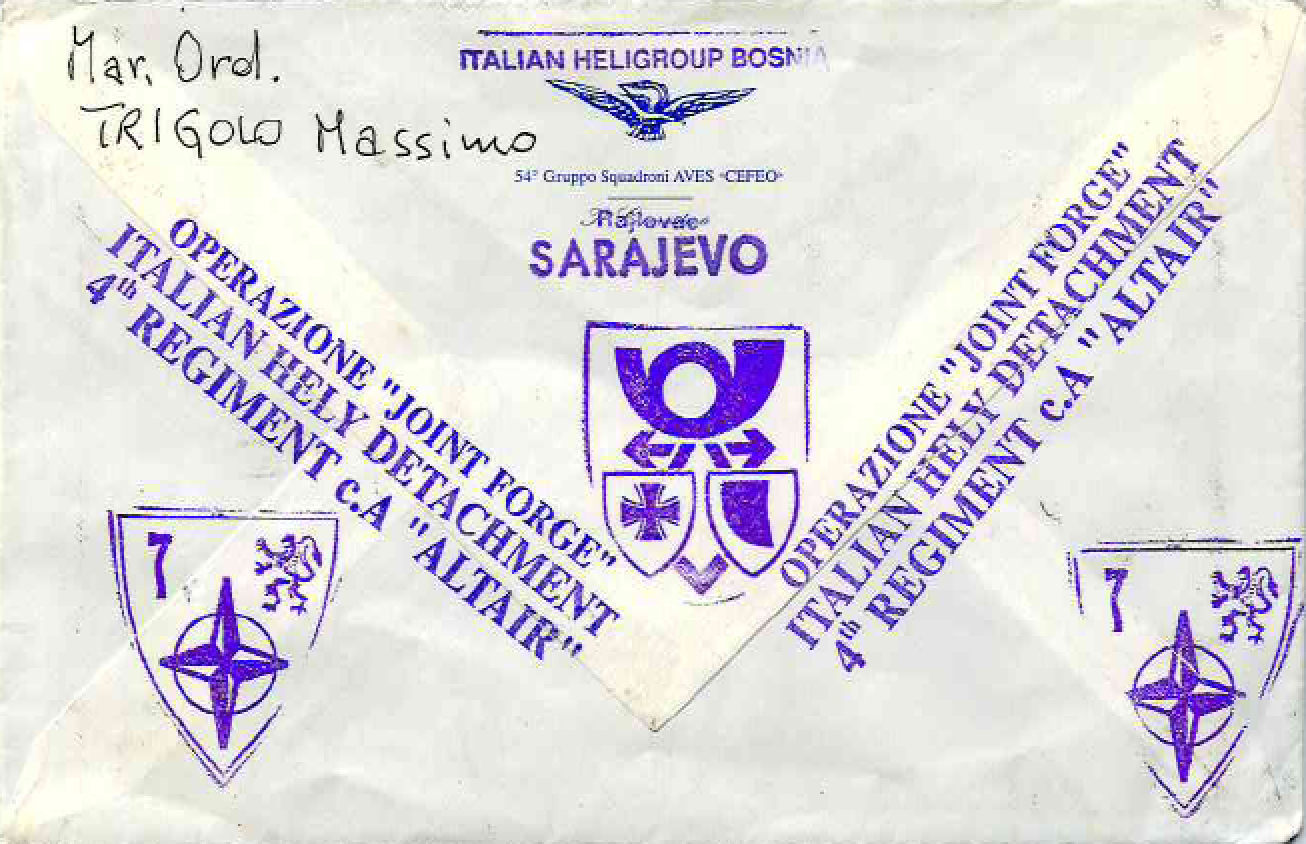 Mar. Ord.
TRIGOLO Massimo
ITALIAN HELIGROUP BOSNIA
54° Gruppo Squadroni AVES «CEFEO»
Rajlovac
SARAJEVO
OPERAZIONE "JOINT FORGE"
ITALIAN HELY DETACHMENT
4th REGIMENT c.A "ALTAIR"
OPERAZIONE "JOINT FORGE"
ITALIAN HELY DETACHMENT
4th REGIMENT c.A "ALTAIR"
7
7